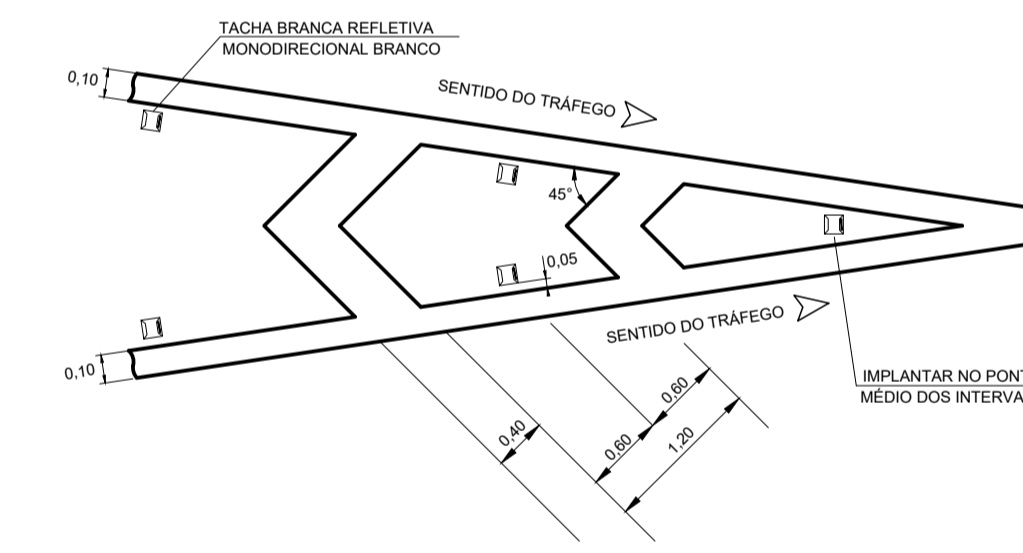 TACHA BRANCA REFLETIVA
MONODIRECIONAL BRANCO
0,10
SENTIDO DO TRÁFEGO
45°
0,05
SENTIDO DO TRÁFEGO
0,10
IMPLANTAR NO PON
MÉDIO DOS INTERVA
0,60
0,40
0,60
1,20